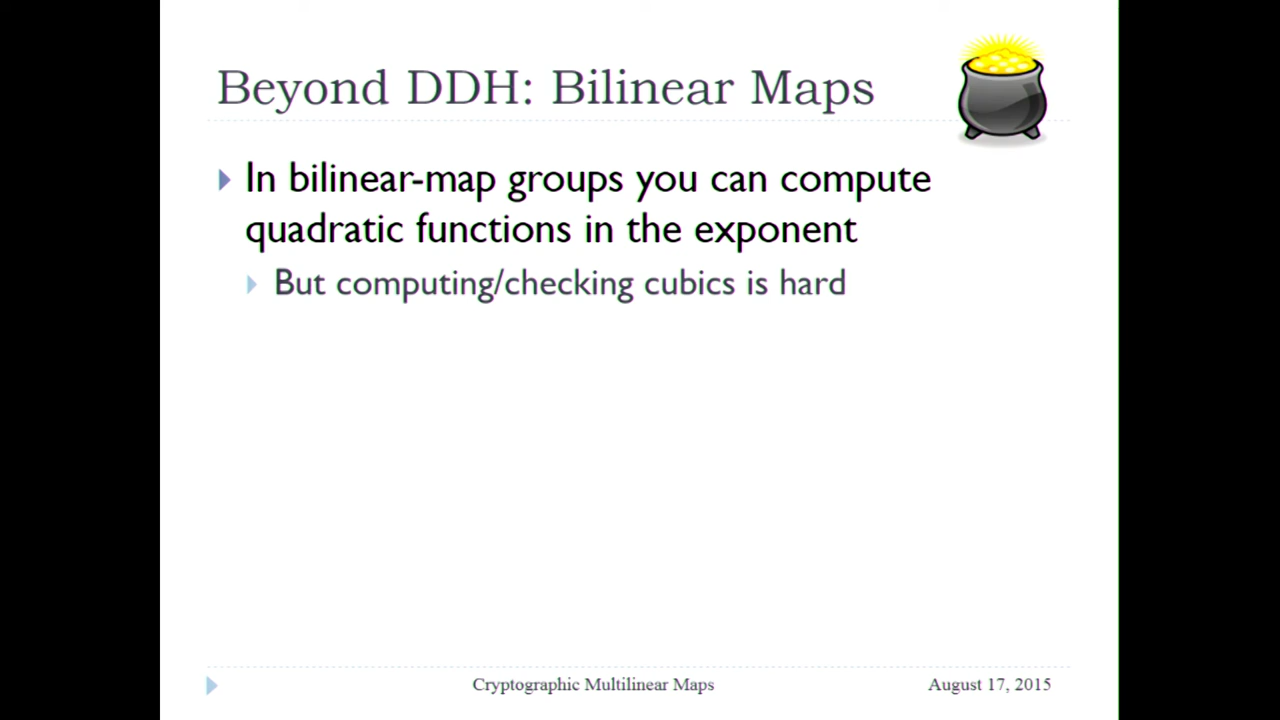 Beyond DDH: Bilinear Maps
In bilinear-map groups you can compute
quadratic functions in the exponent
But computing/checking cubics is hard
Cryptographic Multilinear Maps
August 17, 2015